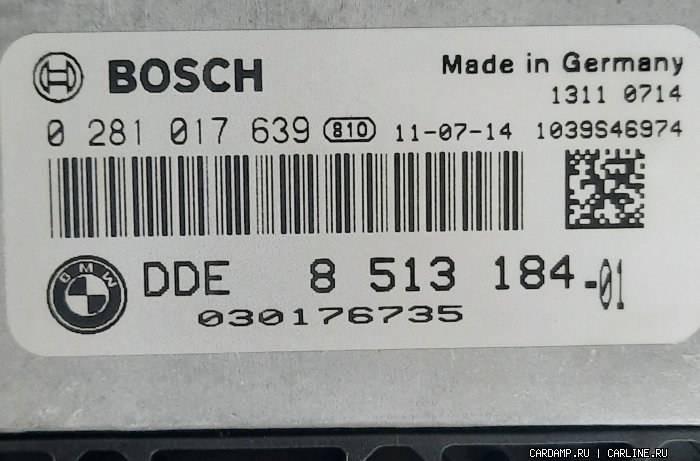 BOSCH Made in Germany
1311 0714
0 281 017 639 810 11-07-14 1039S46974
BMW
DDE 8 513 184-01
030176735
CARDAMP.RU | CARLINE.RU